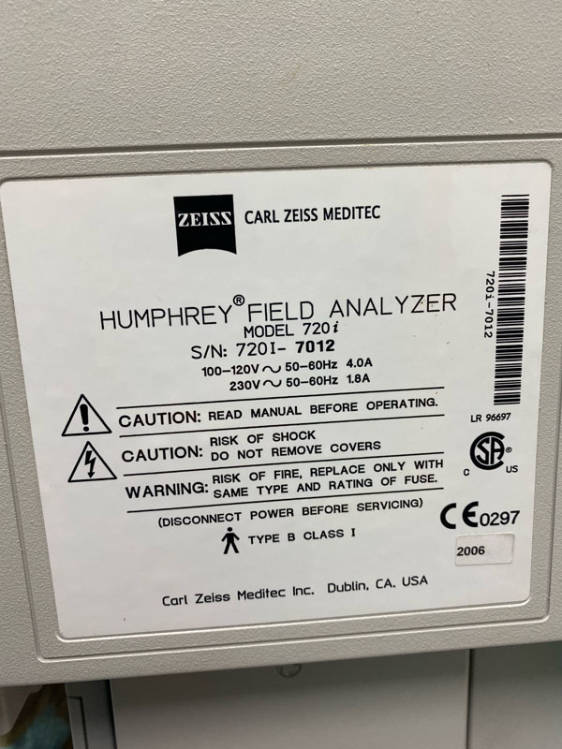 ZEISS CARL ZEISS MEDITEC
HUMPHREY® FIELD ANALYZER
MODEL 720i
S/N: 720I- 7012
100-120V ~ 50-60Hz 4.0A
230V ~ 50-60Hz 1.8A
720i-7012
CAUTION: READ MANUAL BEFORE OPERATING.
CAUTION: RISK OF SHOCK
DO NOT REMOVE COVERS
WARNING: RISK OF FIRE, REPLACE ONLY WITH
SAME TYPE AND RATING OF FUSE.
(DISCONNECT POWER BEFORE SERVICING)
TYPE B CLASS I
LR 96697
C SA® US
CE0297
2006
Carl Zeiss Meditec Inc. Dublin, CA. USA